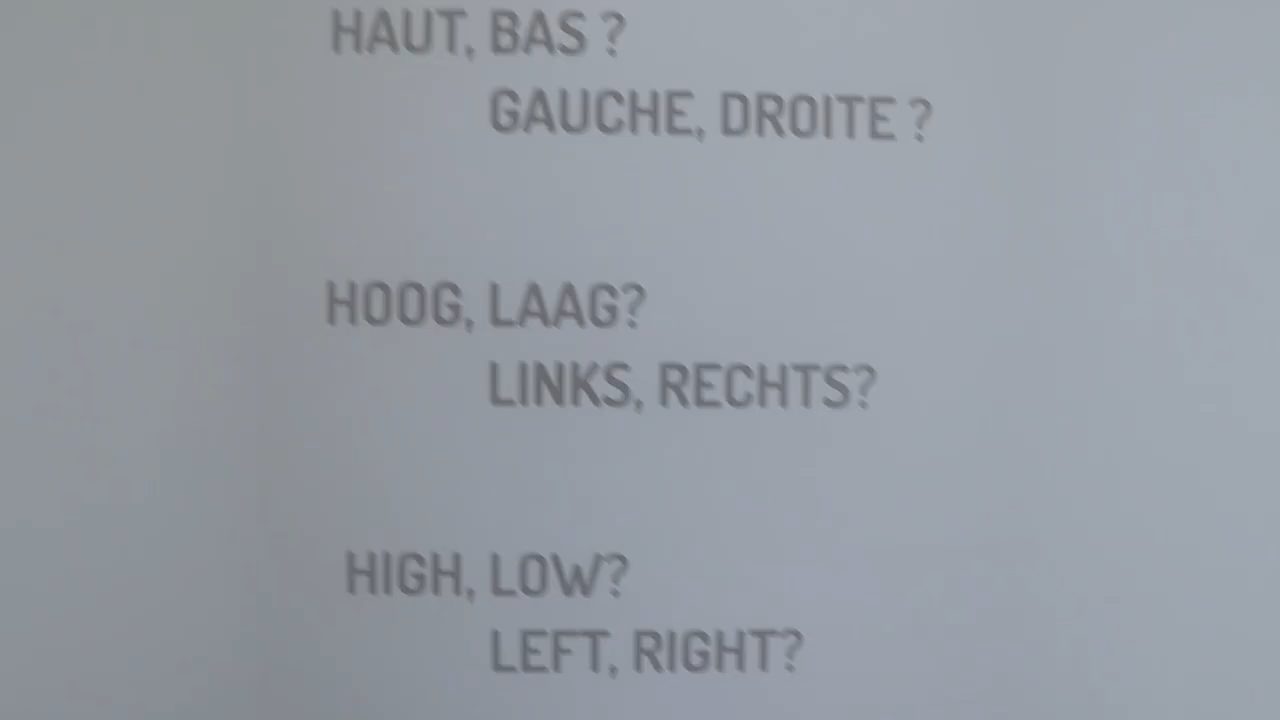 HAUT, BAS ?
GAUCHE, DROITE ?
HOOG, LAAG?
LINKS, RECHTS?
HIGH, LOW?
LEFT, RIGHT?